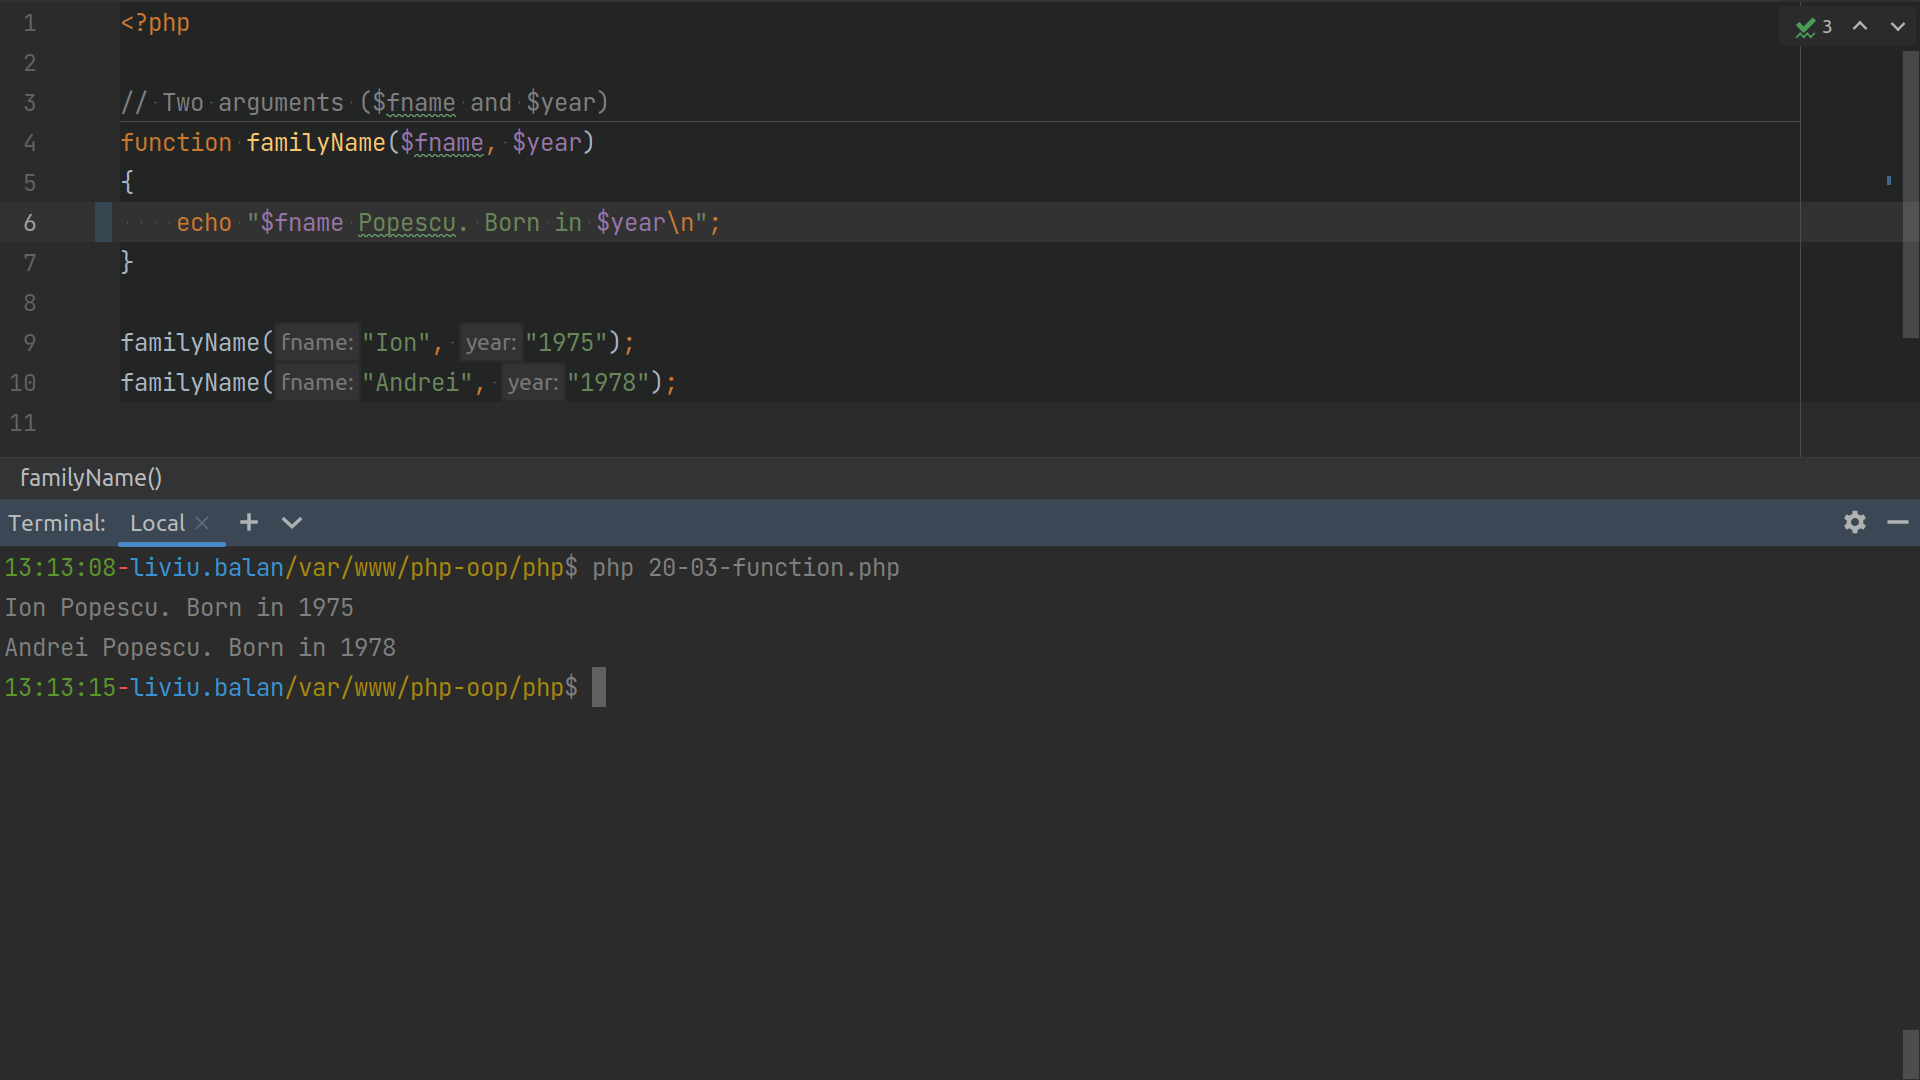 1 <?php
2
3 // Two arguments ($fname and $year)
4 function familyName($fname, $year)
5 {
6     echo "$fname Popescu. Born in $year\n";
7 }
8
9 familyName( fname: "Ion", year: "1975");
10 familyName( fname: "Andrei", year: "1978");
11
3
familyName()
Terminal: Local
13:13:08-liviu.balan/var/www/php-oop/php$ php 20-03-function.php
Ion Popescu. Born in 1975
Andrei Popescu. Born in 1978
13:13:15-liviu.balan/var/www/php-oop/php$